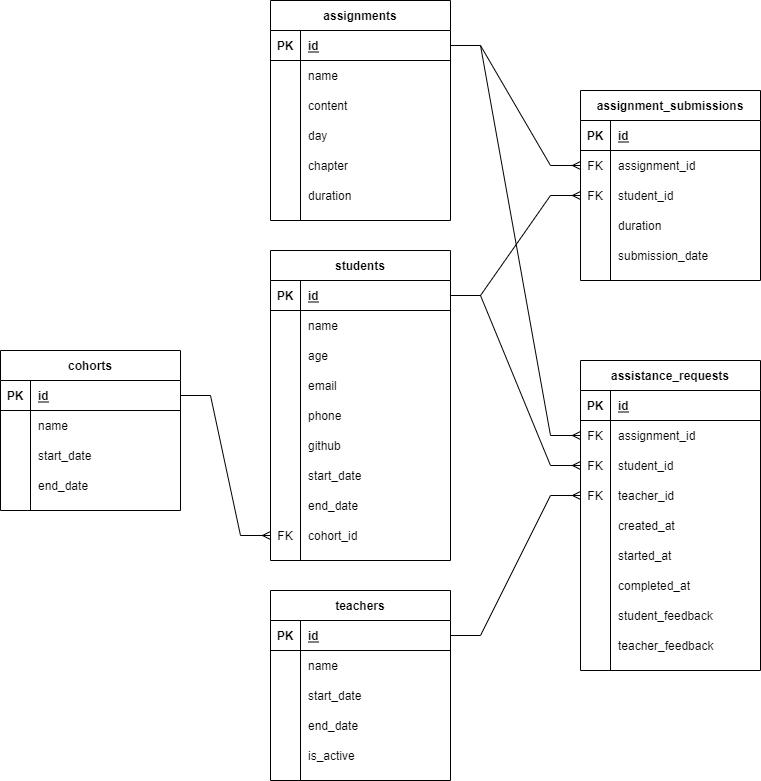 assignments
PK id
name
content
day
chapter
duration
assignment_submissions
PK id
FK assignment_id
FK student_id
duration
submission_date
students
PK id
name
age
email
phone
github
start_date
end_date
FK cohort_id
cohorts
PK id
name
start_date
end_date
assistance_requests
PK id
FK assignment_id
FK student_id
FK teacher_id
created_at
started_at
completed_at
student_feedback
teacher_feedback
teachers
PK id
name
start_date
end_date
is_active